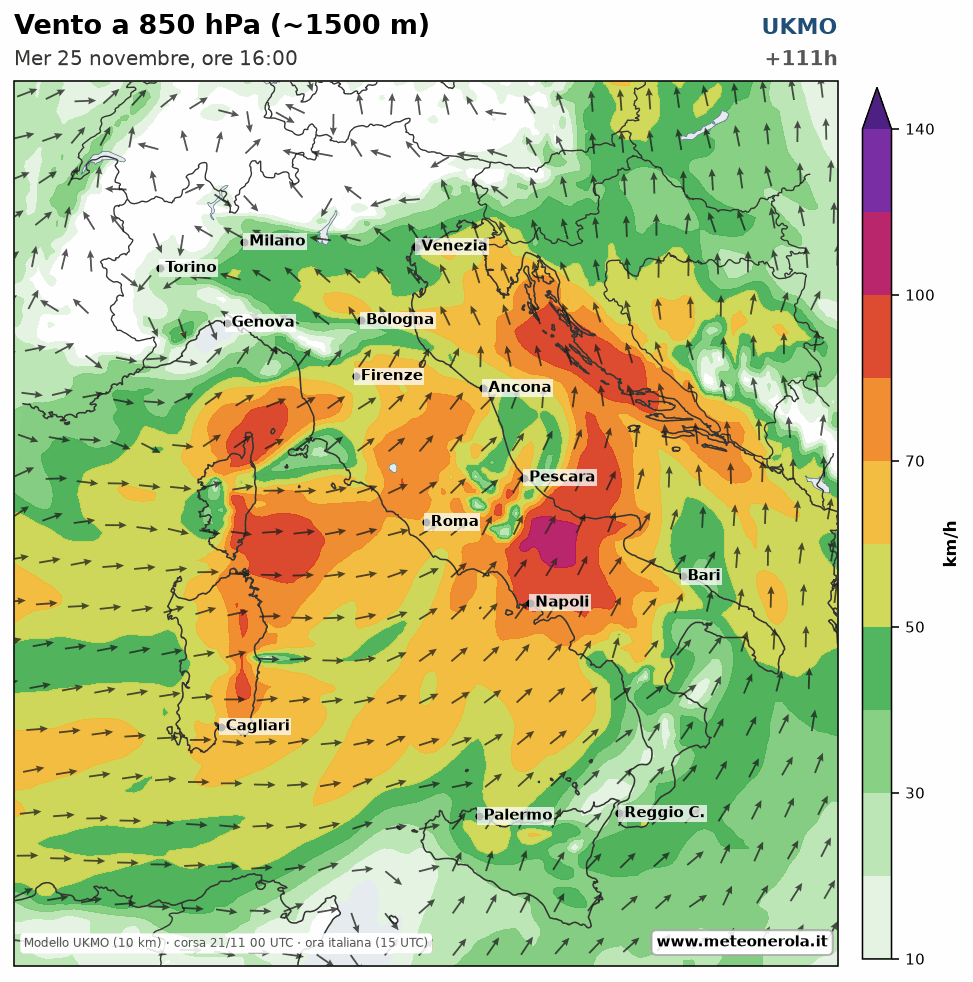 Vento a 850 hPa (~1500 m)
UKMO
Mer 25 novembre, ore 16:00
+111h
140
100
70
50
30
10
km/h
Milano
Venezia
Torino
Genova
Bologna
Firenze
Ancona
Pescara
Roma
Bari
Napoli
Cagliari
Palermo
Reggio C.
Modello UKMO (10 km) · corsa 21/11 00 UTC · ora italiana (15 UTC)
www.meteonerola.it